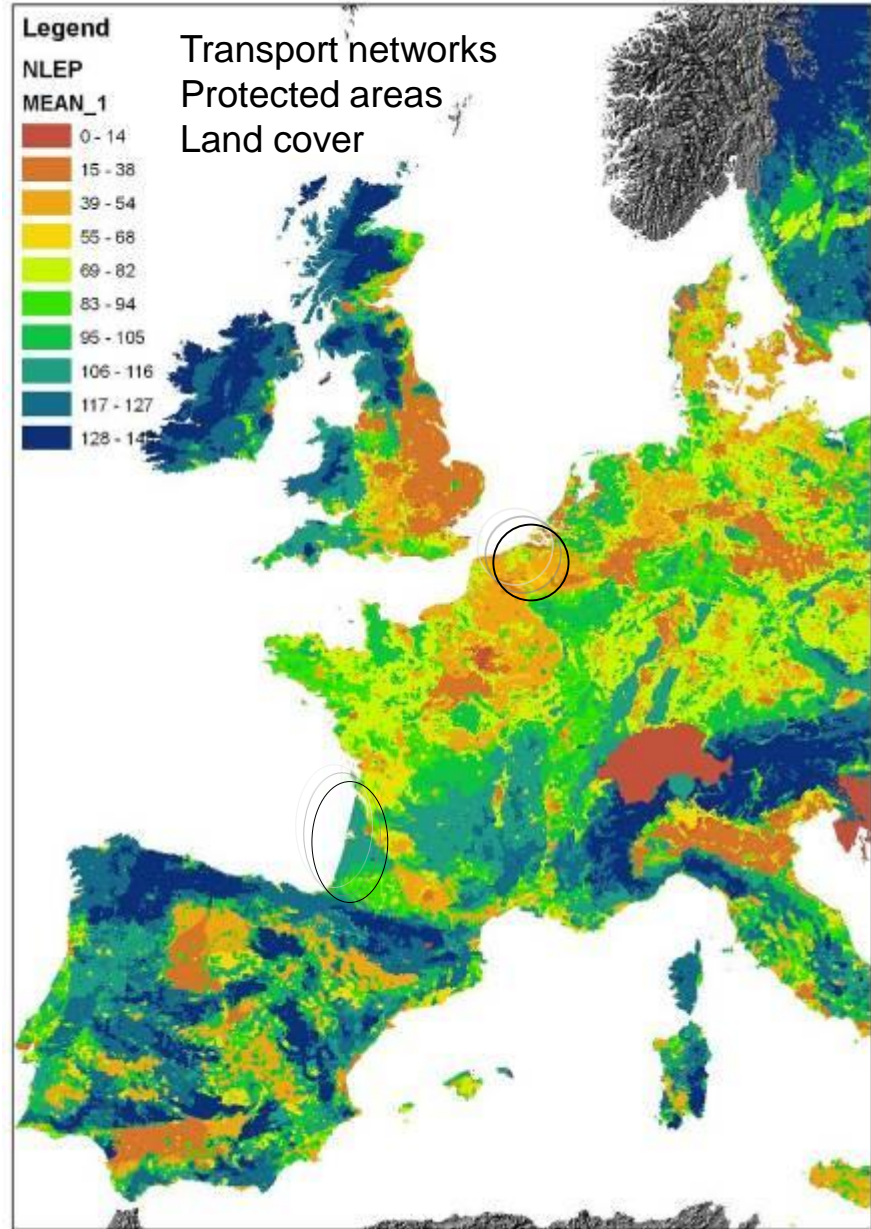 Legend
Transport networks
Protected areas
Land cover
NLEP
MEAN_1
0 - 14
15 - 38
39 - 54
55 - 68
69 - 82
83 - 94
95 - 105
106 - 116
117 - 127
128 -